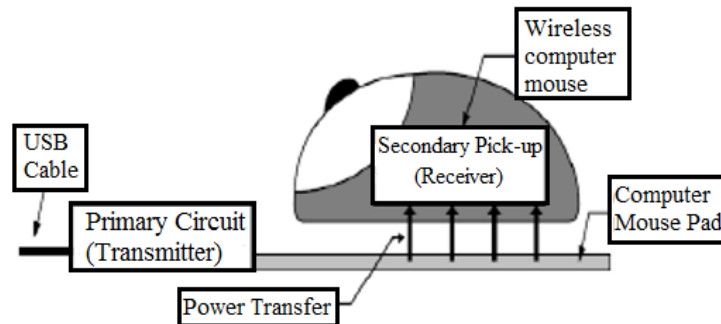 Wireless
computer
mouse
USB
Cable
Secondary Pick-up
(Receiver)
Primary Circuit
(Transmitter)
Computer
Mouse Pad
Power Transfer